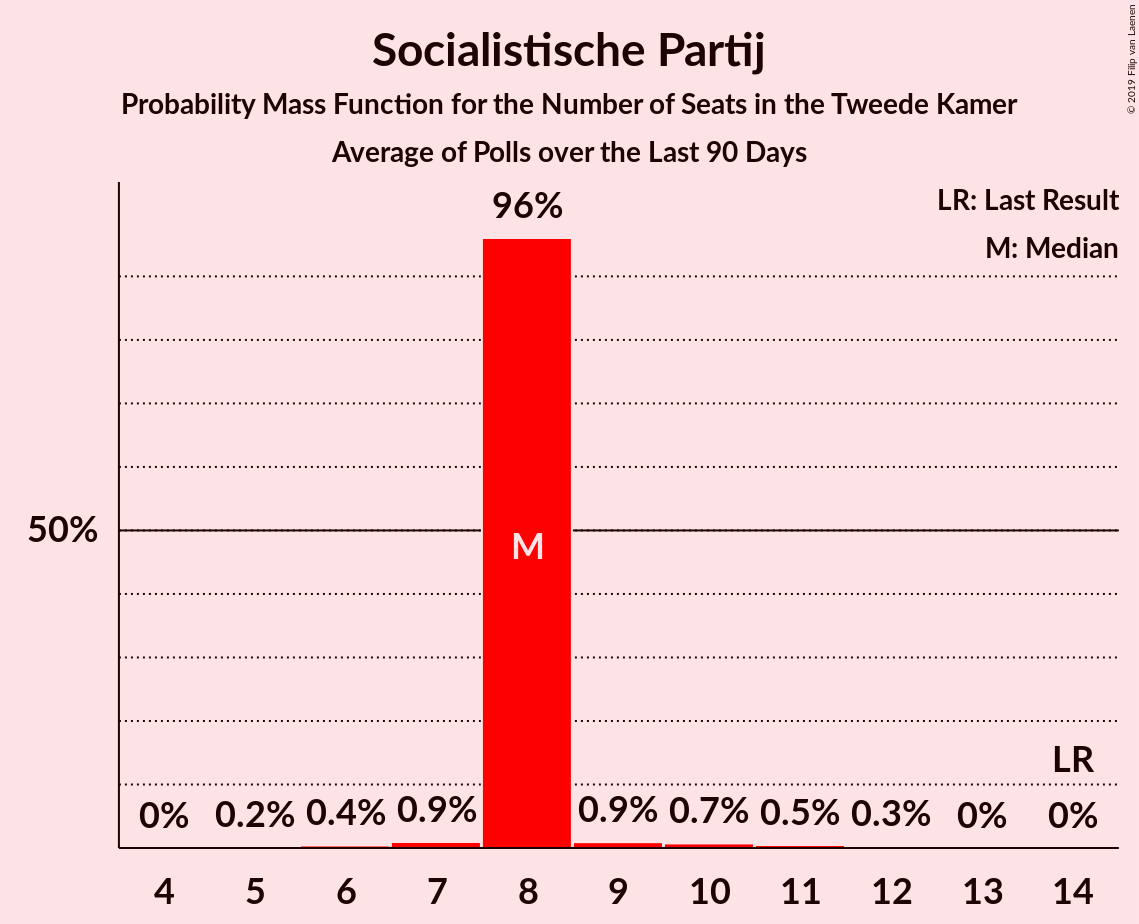 Socialistische Partij
Probability Mass Function for the Number of Seats in the Tweede Kamer
Average of Polls over the Last 90 Days
© 2019 Filip van Laenen
LR: Last Result
M: Median
96%
50%
M
LR
0% 0.2% 0.4% 0.9% 0.9% 0.7% 0.5% 0.3% 0% 0%
4 5 6 7 8 9 10 11 12 13 14